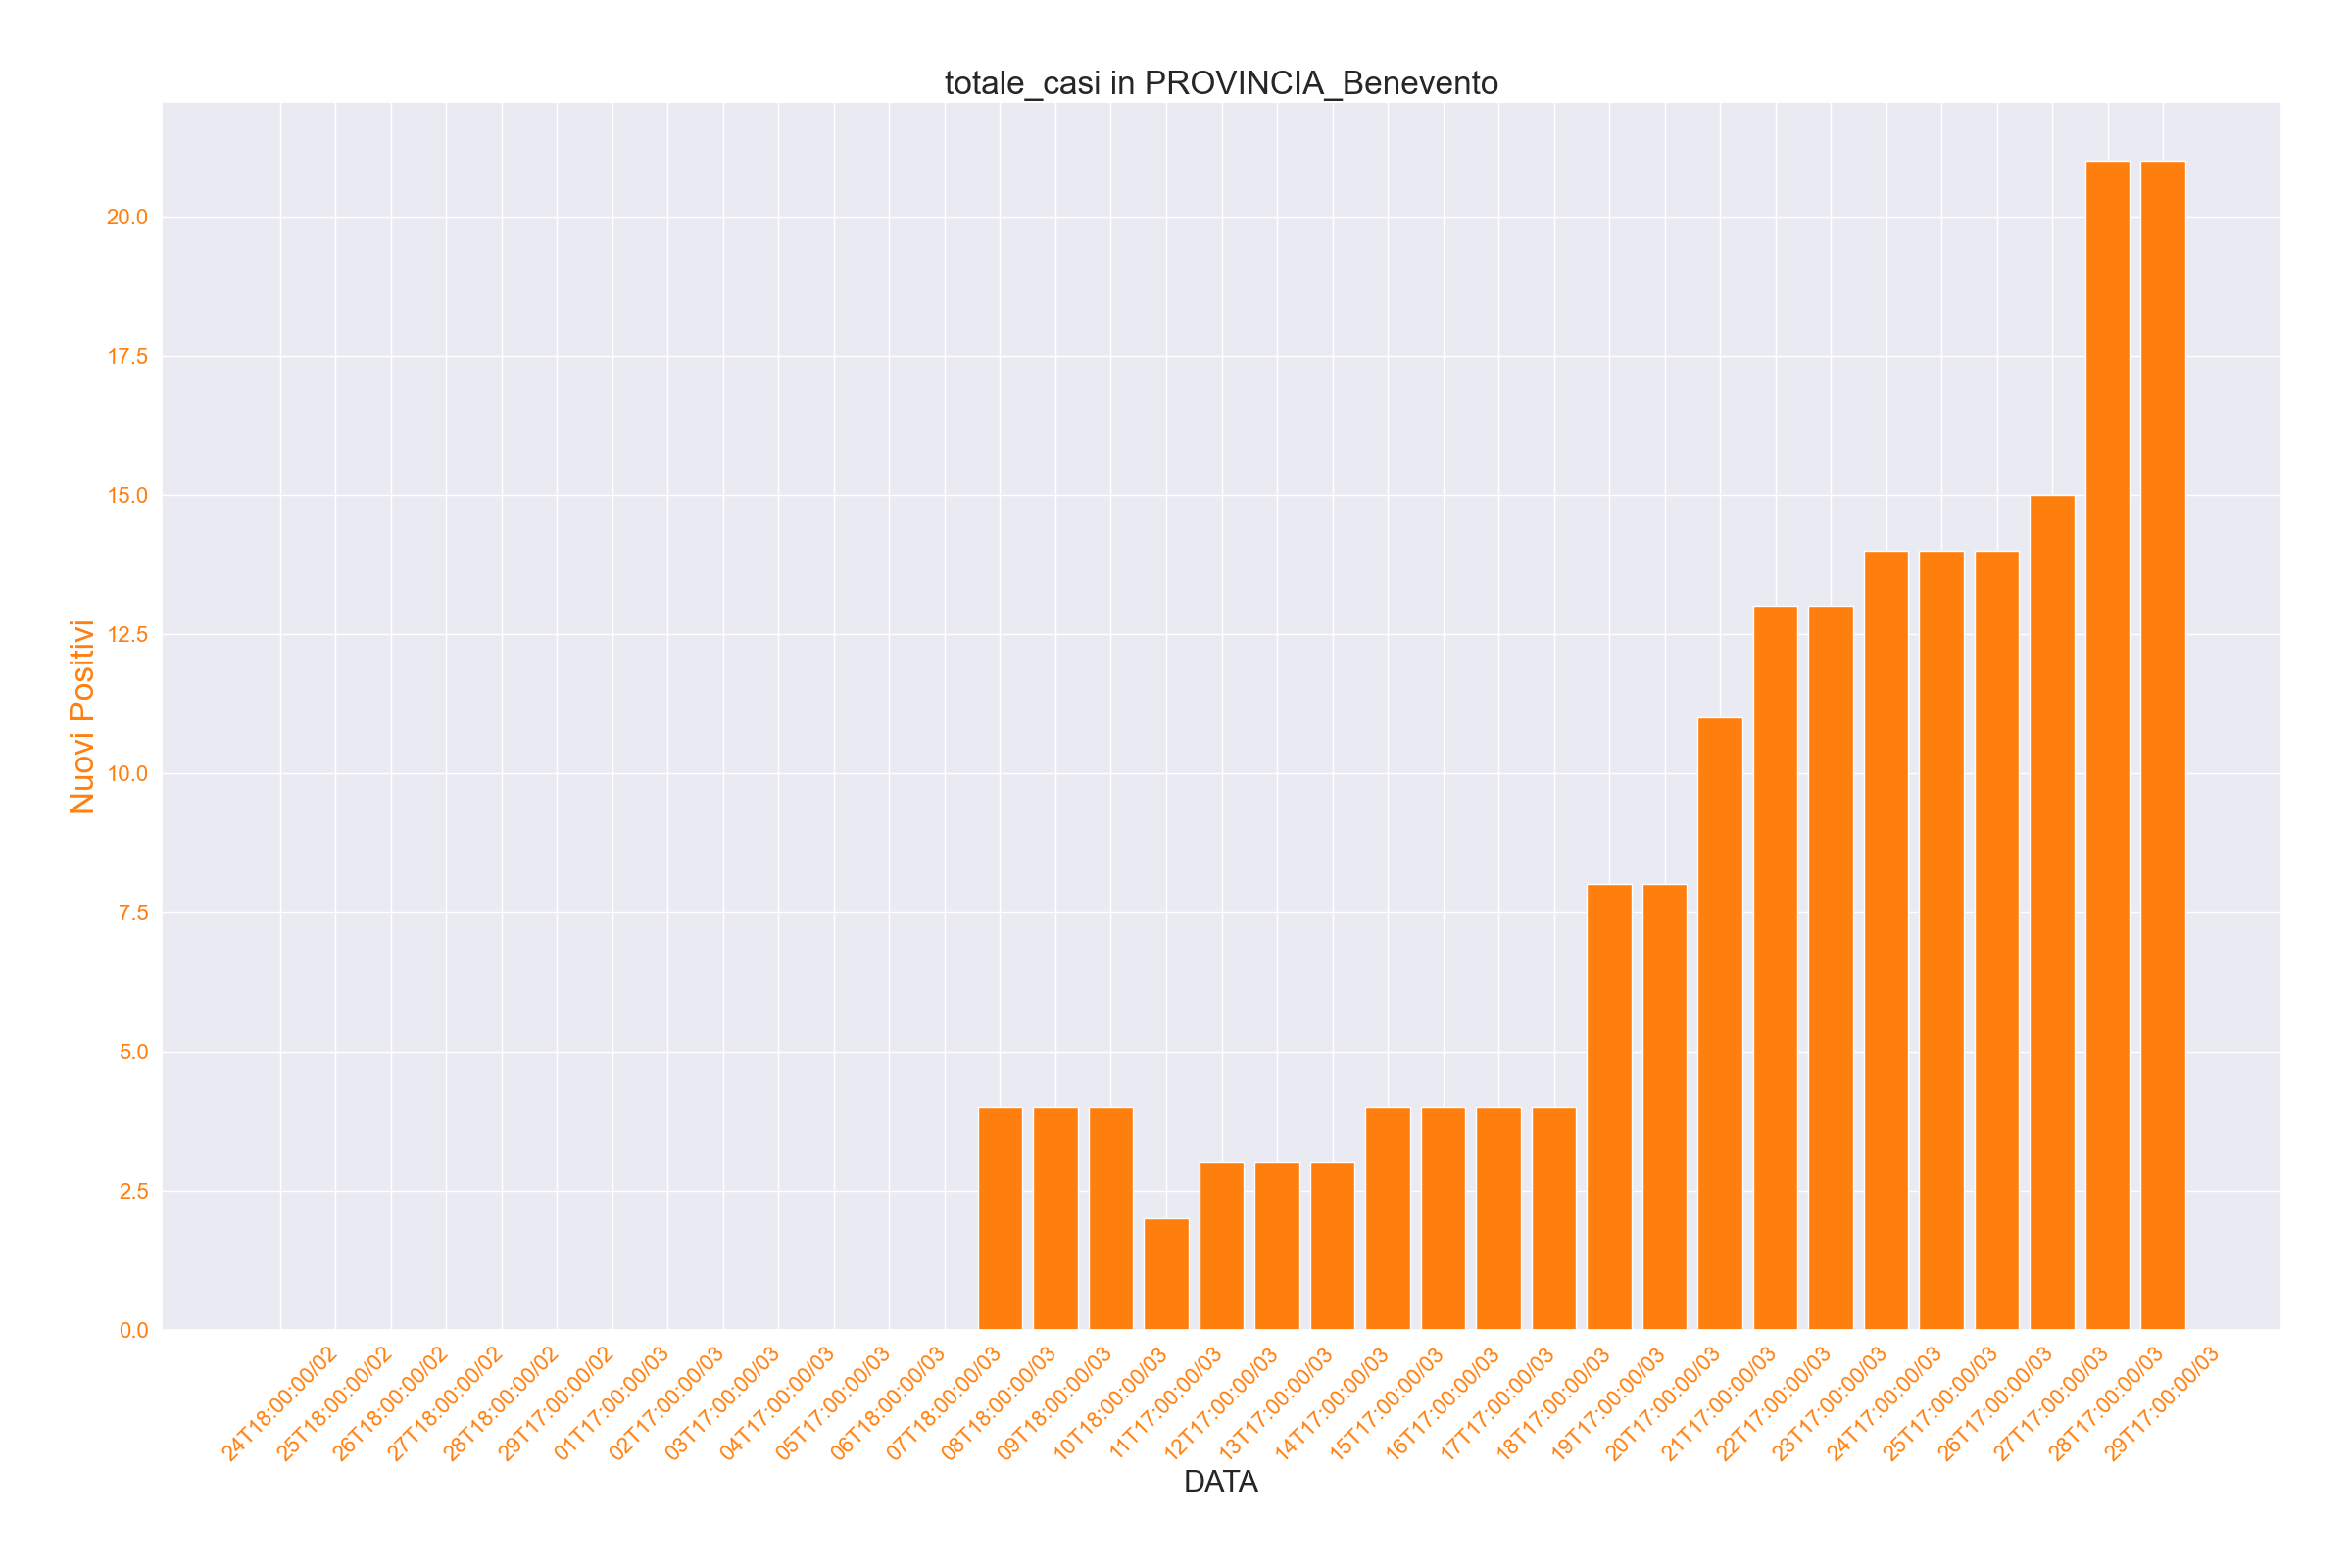 totale_casi in PROVINCIA_Benevento
Nuovi Positivi
20.0
17.5
15.0
12.5
10.0
7.5
5.0
2.5
0.0
24T18:00:00/02
25T18:00:00/02
26T18:00:00/02
27T18:00:00/02
28T18:00:00/02
29T17:00:00/02
01T17:00:00/03
02T17:00:00/03
03T17:00:00/03
04T17:00:00/03
05T17:00:00/03
06T18:00:00/03
07T18:00:00/03
08T18:00:00/03
09T18:00:00/03
10T18:00:00/03
11T17:00:00/03
12T17:00:00/03
13T17:00:00/03
14T17:00:00/03
15T17:00:00/03
16T17:00:00/03
17T17:00:00/03
18T17:00:00/03
19T17:00:00/03
20T17:00:00/03
21T17:00:00/03
22T17:00:00/03
23T17:00:00/03
24T17:00:00/03
25T17:00:00/03
26T17:00:00/03
27T17:00:00/03
28T17:00:00/03
29T17:00:00/03
DATA